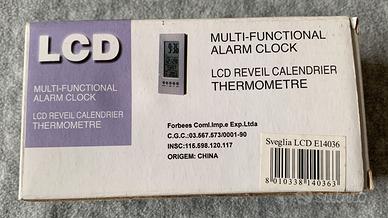 LCD
MULTI-FUNCTIONAL
ALARM CLOCK
LCD REVEIL CALENDRIER
THERMOMETRE
MULTI-FUNCTIONAL
ALARM CLOCK
LCD REVEIL CALENDRIER
THERMOMETRE
Forbees Coml.Imp.e Exp.Ltda
C.G.C.:03.567.573/0001-90
INSC:115.598.120.117
ORIGEM: CHINA
Sveglia LCD E14036
8 010338 140363